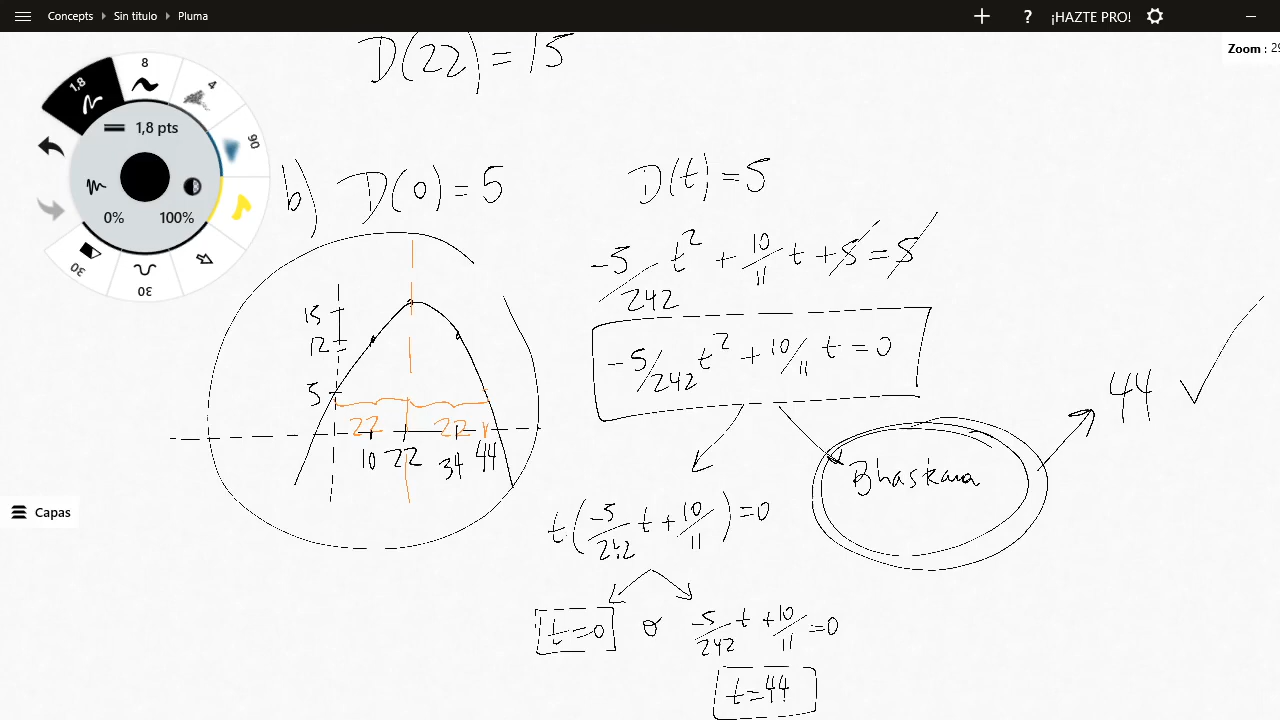 Concepts › Sin título › Pluma
+ ? ¡HAZTE PRO!
Zoom : 29
8
1,8
4
90
1,8 pts
0% 100%
30
30
Capas
D(22) = 15
b) D(0) = 5
15
12
5
22 22
10 22 34 44
D(t) = 5
-5/242 t² + 10/11 t + 5 = 5
-5/242 t² + 10/11 t = 0
t(-5/242 t + 10/11) = 0
t=0 o -5/242 t + 10/11 = 0
t=44
Bhaskara
44 ✓